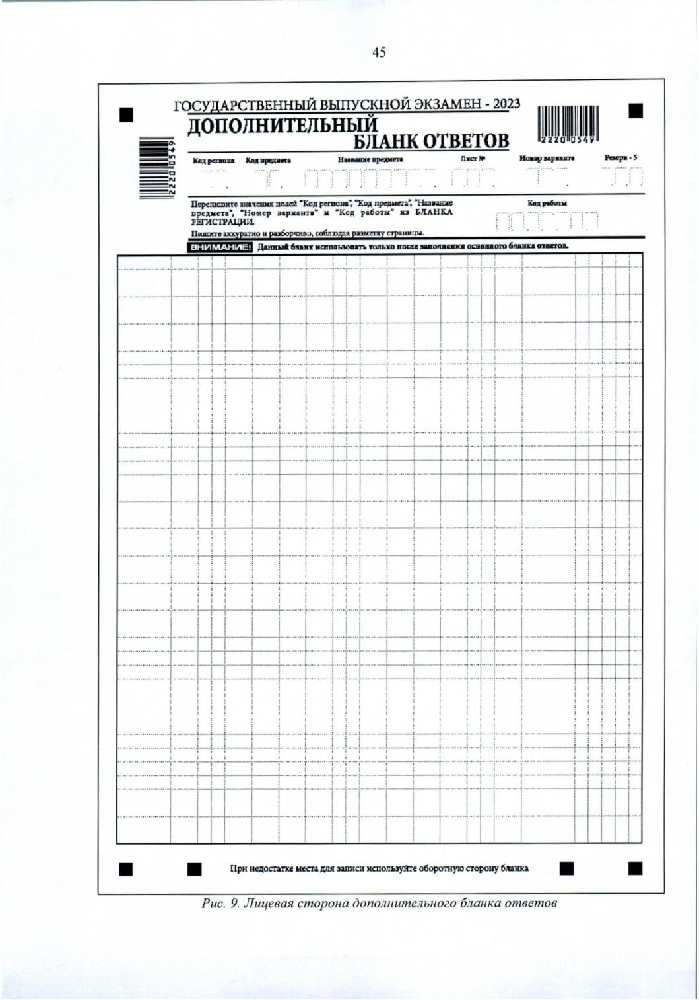 45
ГОСУДАРСТВЕННЫЙ ВЫПУСКНОЙ ЭКЗАМЕН - 2023
ДОПОЛНИТЕЛЬНЫЙ
БЛАНК ОТВЕТОВ
2220 0549
2220 0549
Код региона Код предмета Название предмета Лист № Номер варианта Резерв - 5
Перепишите значения полей "Код региона", "Код предмета", "Название
предмета", "Номер варианта" и "Код работы" из БЛАНКА
РЕГИСТРАЦИИ.
Код работы
Пишите аккуратно и разборчиво, соблюдая разметку страницы.
ВНИМАНИЕ! Данный бланк использовать только после заполнения основного бланка ответов.
При недостатке места для записи используйте оборотную сторону бланка
Рис. 9. Лицевая сторона дополнительного бланка ответов